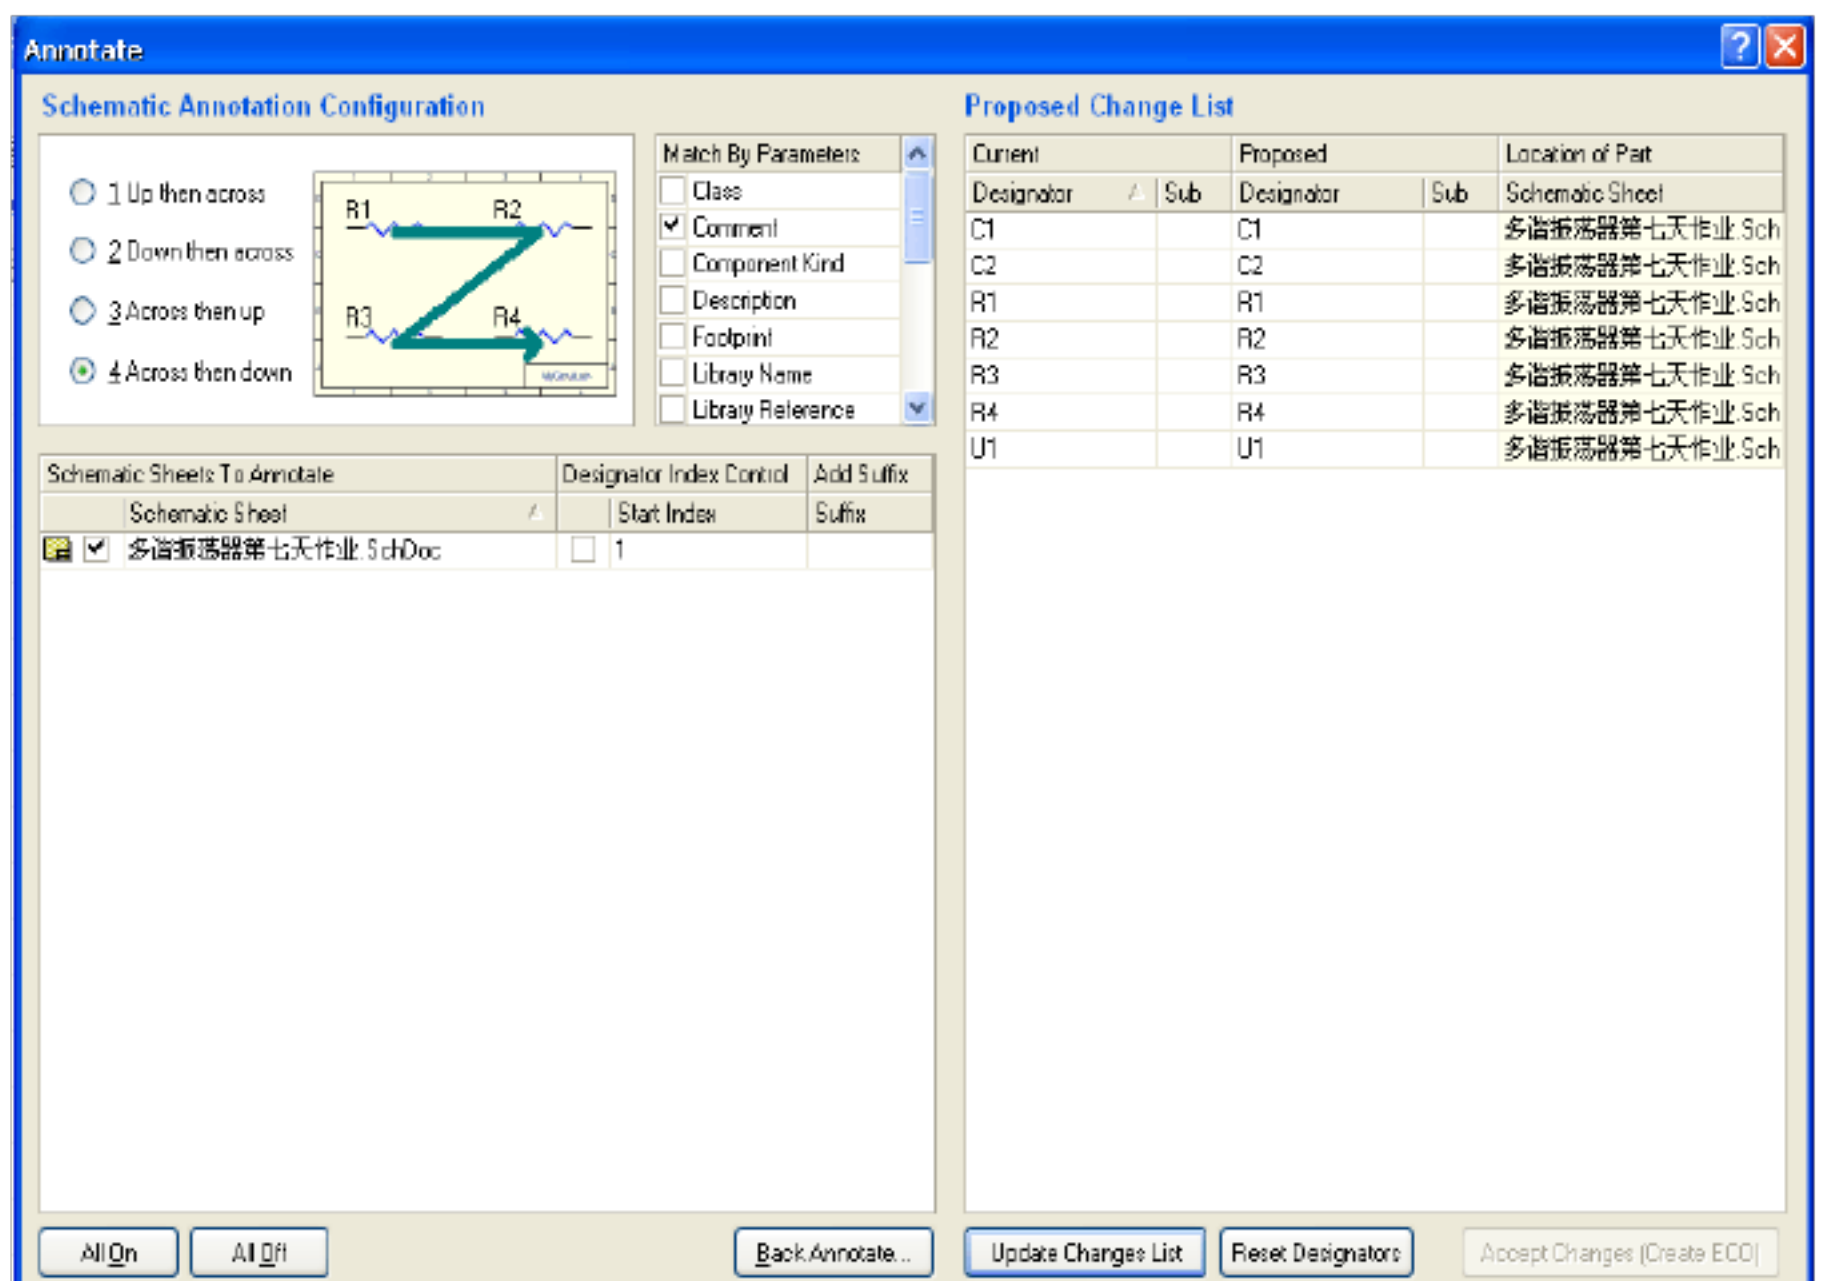 Annotate
Schematic Annotation Configuration
1 Up then across
2 Down then across
3 Across then up
4 Across then down
R1 R2
R3 R4
1 2 3 4
Match By Parameters
Class
Comment
Component Kind
Description
Footprint
Library Name
Library Reference
Schematic Sheets To Annotate Designator Index Control Add Suffix
Schematic Sheet Start Index Suffix
多谐振荡器第七天作业.SchDoc 1
All On All Off Back Annotate...
Proposed Change List
Current Proposed Location of Part
Designator Sub Designator Sub Schematic Sheet
C1 C1 多谐振荡器第七天作业.Sch
C2 C2 多谐振荡器第七天作业.Sch
R1 R1 多谐振荡器第七天作业.Sch
R2 R2 多谐振荡器第七天作业.Sch
R3 R3 多谐振荡器第七天作业.Sch
R4 R4 多谐振荡器第七天作业.Sch
U1 U1 多谐振荡器第七天作业.Sch
Update Changes List Reset Designators Accept Changes (Create ECO)